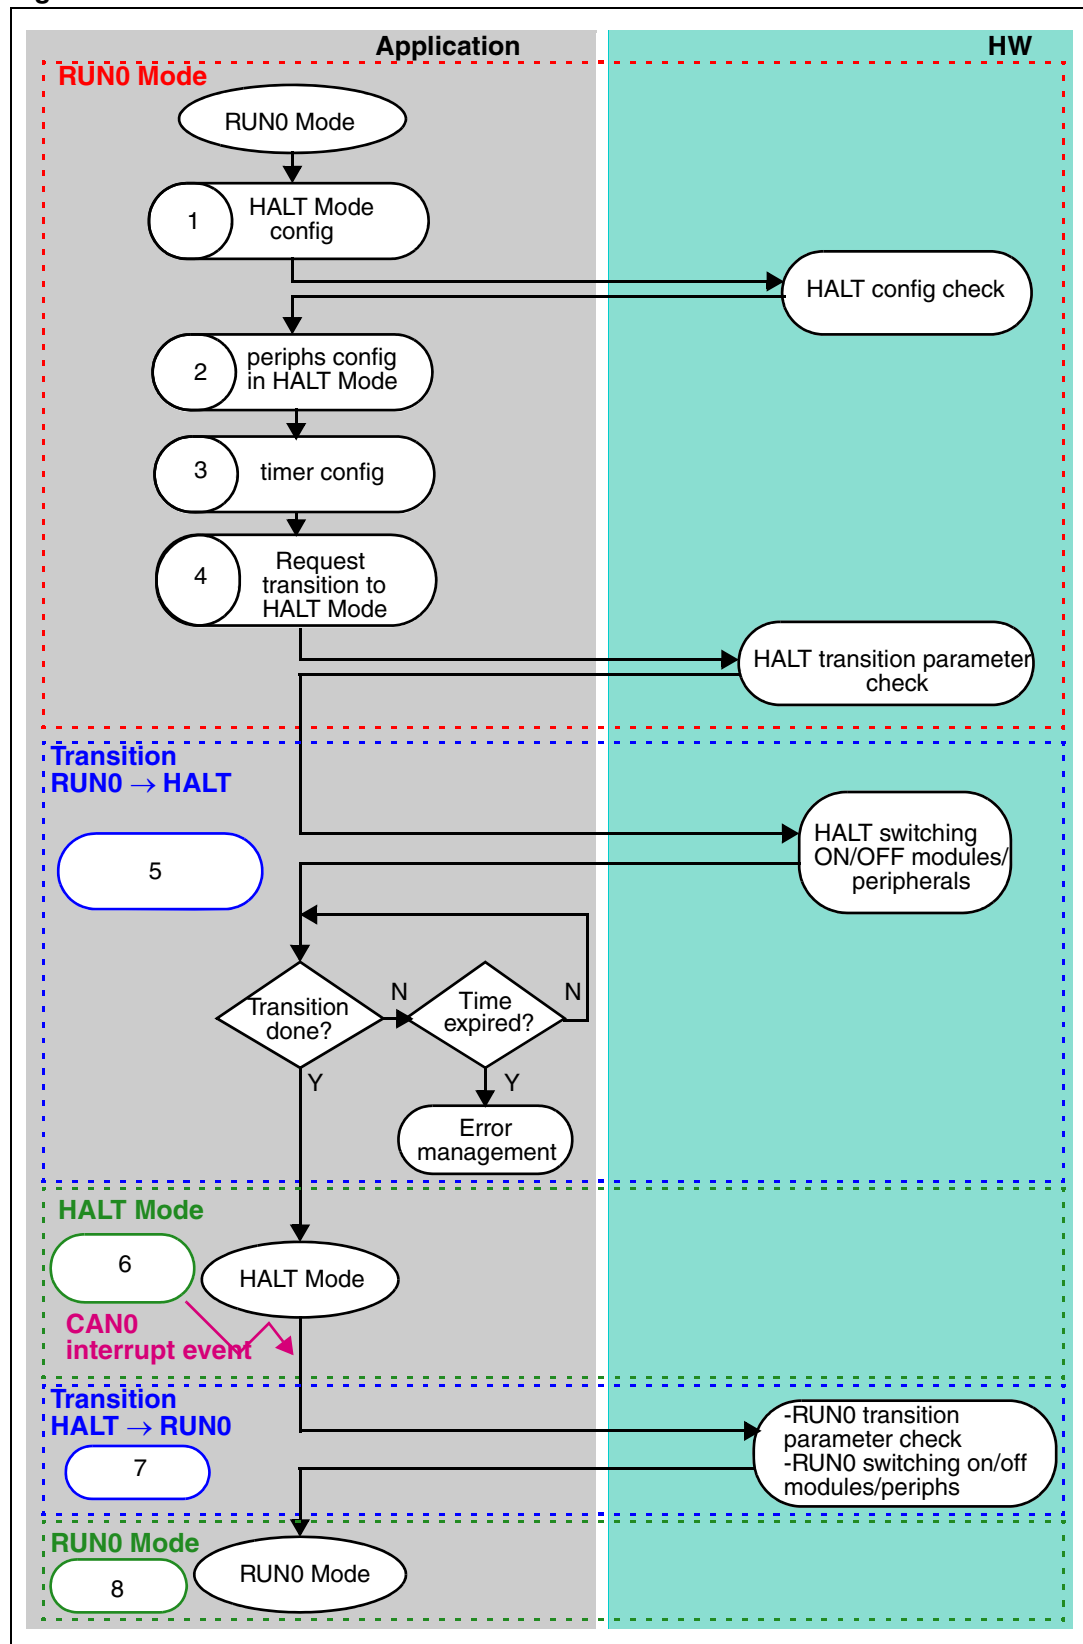 Application
HW
RUN0 Mode
RUN0 Mode
1
HALT Mode
config
HALT config check
2
periphs config
in HALT Mode
3
timer config
4
Request
transition to
HALT Mode
HALT transition parameter
check
Transition
RUN0 → HALT
HALT switching
ON/OFF modules/
peripherals
5
Transition
done?
N
Time
expired?
N
Y
Y
Error
management
HALT Mode
6
HALT Mode
CAN0
interrupt event
Transition
HALT → RUN0
-RUN0 transition
parameter check
-RUN0 switching on/off
modules/periphs
7
RUN0 Mode
8
RUN0 Mode